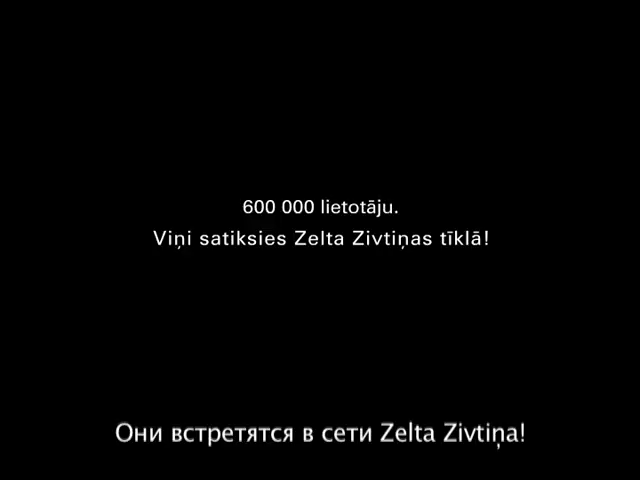 600 000 lietotāju.
Viņi satiksies Zelta Zivtiņas tīklā!
Они встретятся в сети Zelta Zivtiņa!